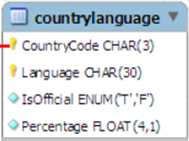 countrylanguage
CountryCode CHAR(3)
Language CHAR(30)
IsOfficial ENUM('T','F')
Percentage FLOAT(4,1)